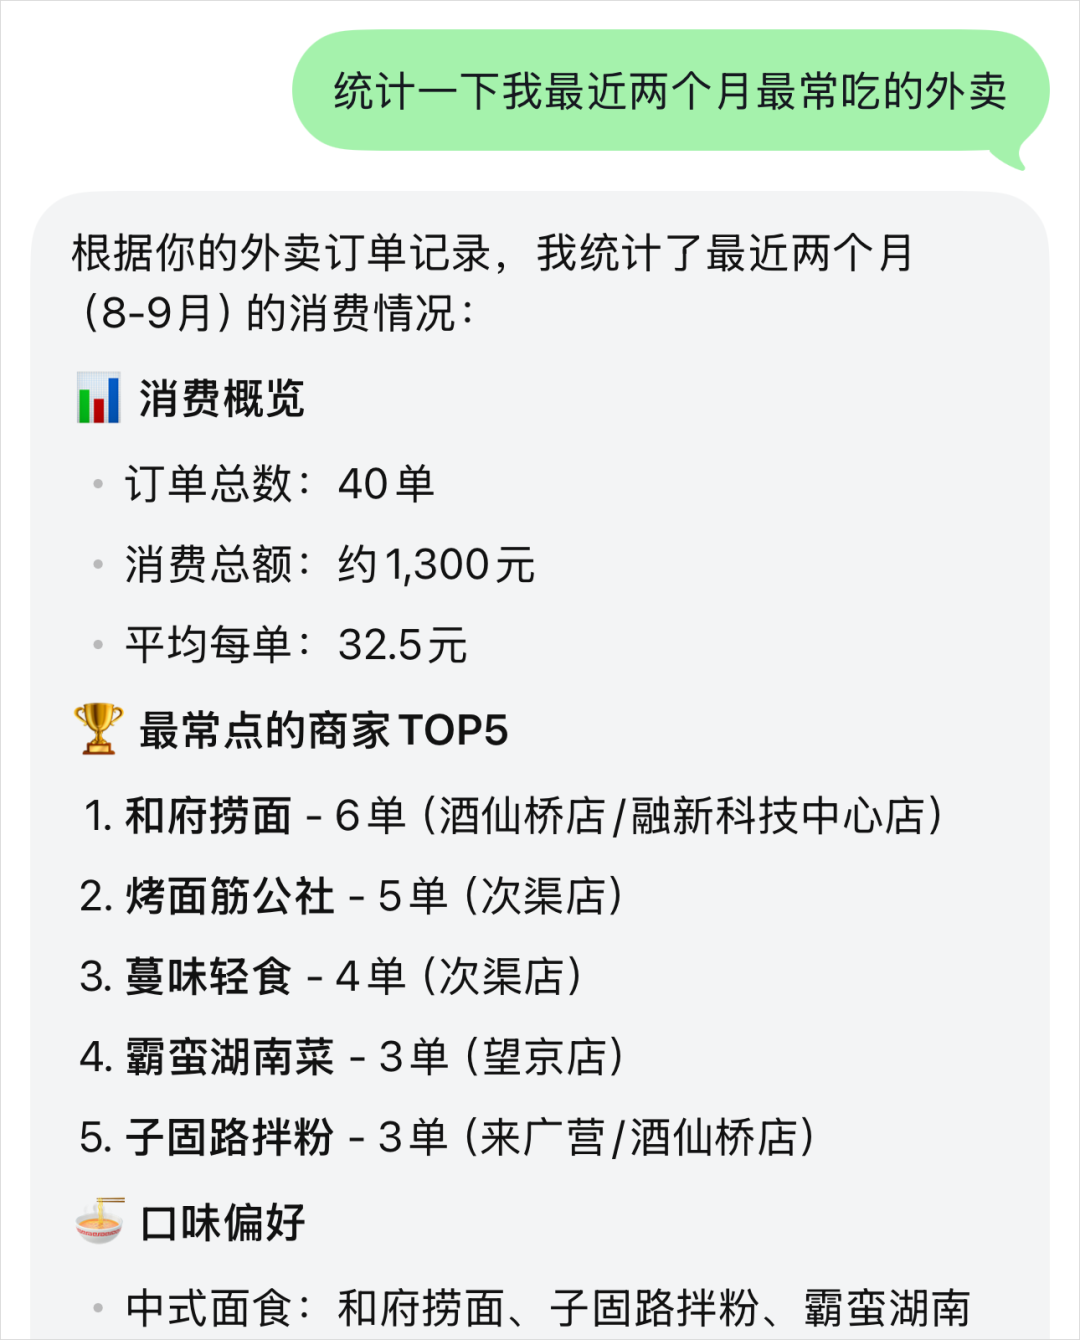 统计一下我最近两个月最常吃的外卖
根据你的外卖订单记录，我统计了最近两个月
（8-9月）的消费情况：
消费概览
• 订单总数：40单
• 消费总额：约1,300元
• 平均每单：32.5元
最常点的商家TOP5
1. 和府捞面 - 6单（酒仙桥店/融新科技中心店）
2. 烤面筋公社 - 5单（次渠店）
3. 蔓味轻食 - 4单（次渠店）
4. 霸蛮湖南菜 - 3单（望京店）
5. 子固路拌粉 - 3单（来广营/酒仙桥店）
口味偏好
• 中式面食：和府捞面、子固路拌粉、霸蛮湖南